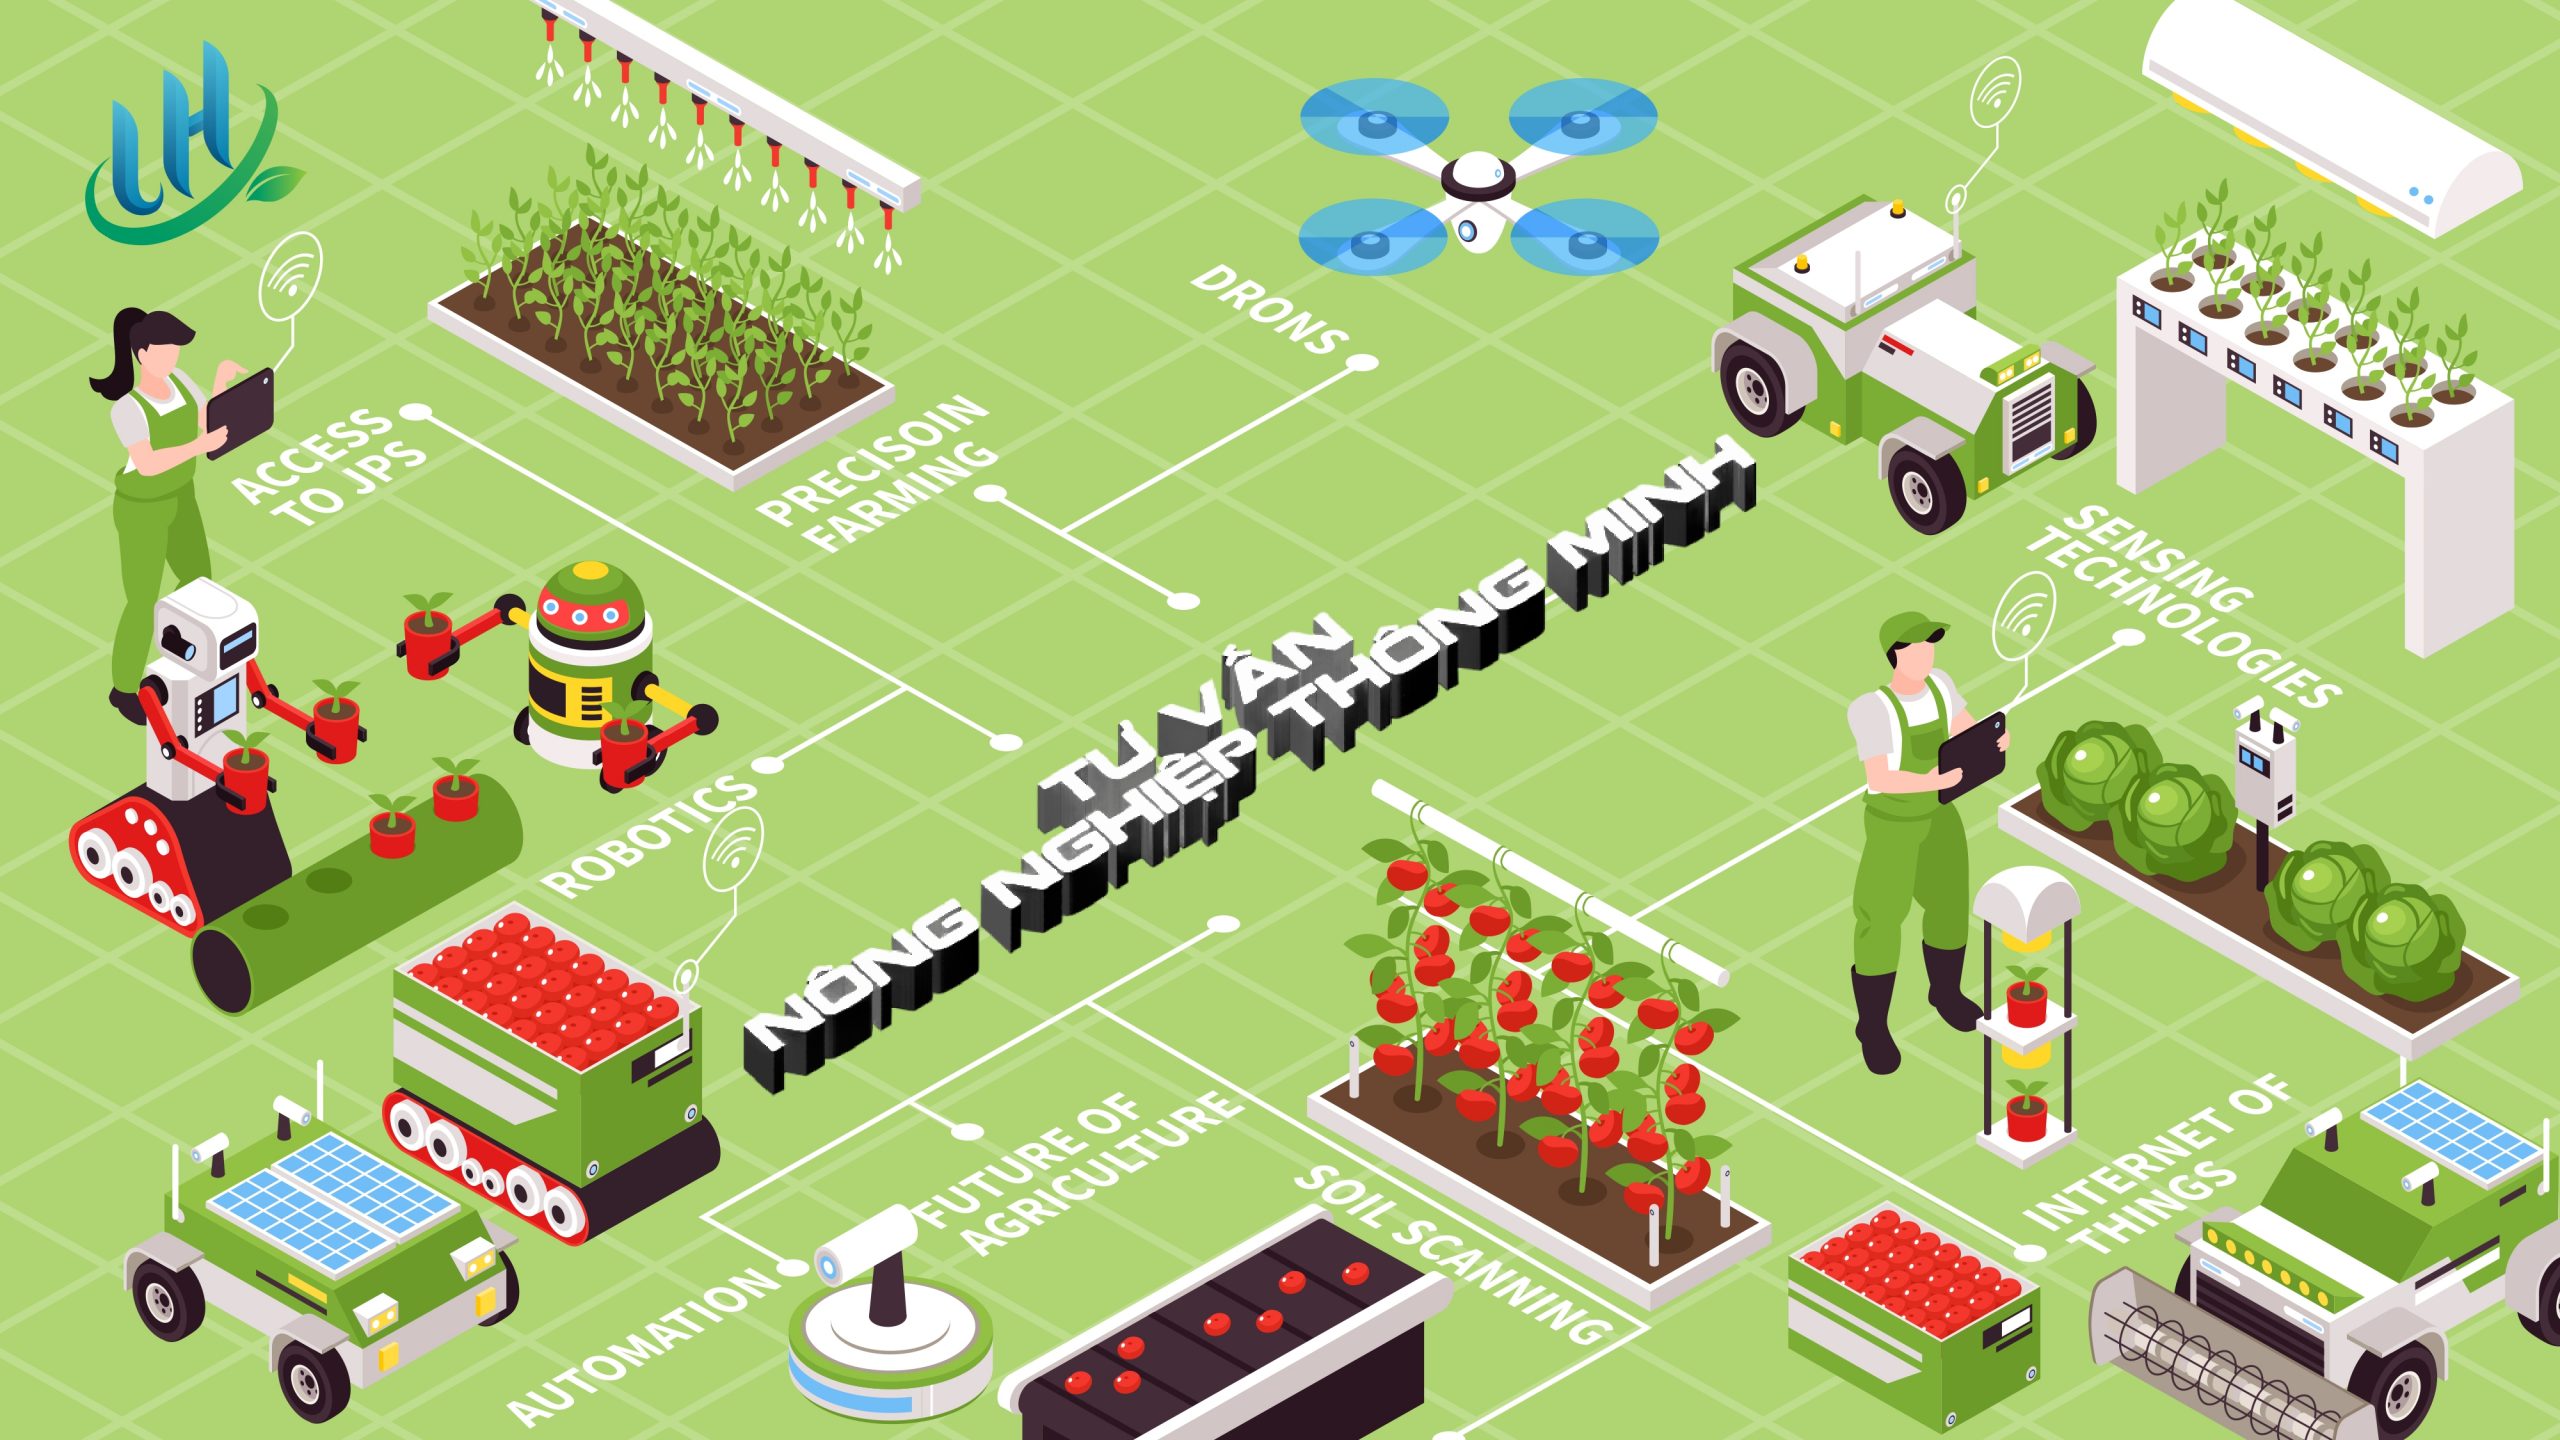 LH
DRONS
ACCESS
TO JPS
PRECISOIN
FARMING
SENSING
TECHNOLOGIES
TƯ VẤN
NÔNG NGHIỆP THÔNG MINH
ROBOTICS
FUTURE OF
AGRICULTURE
SOIL SCANNING
INTERNET OF
THINGS
AUTOMATION